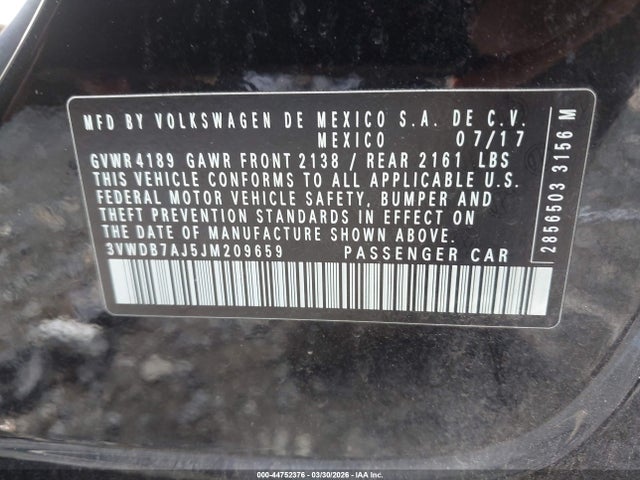 MFD BY VOLKSWAGEN DE MEXICO S.A. DE C.V.
MEXICO 07/17
GVWR 4189 GAWR FRONT 2138 / REAR 2161 LBS
THIS VEHICLE CONFORMS TO ALL APPLICABLE U.S.
FEDERAL MOTOR VEHICLE SAFETY, BUMPER AND
THEFT PREVENTION STANDARDS IN EFFECT ON
THE DATE OF MANUFACTURE SHOWN ABOVE.
3VWDB7AJ5JM209659 PASSENGER CAR
2856503 3156 M
000-44752376 | 03/30/2026 | IAA, Inc.